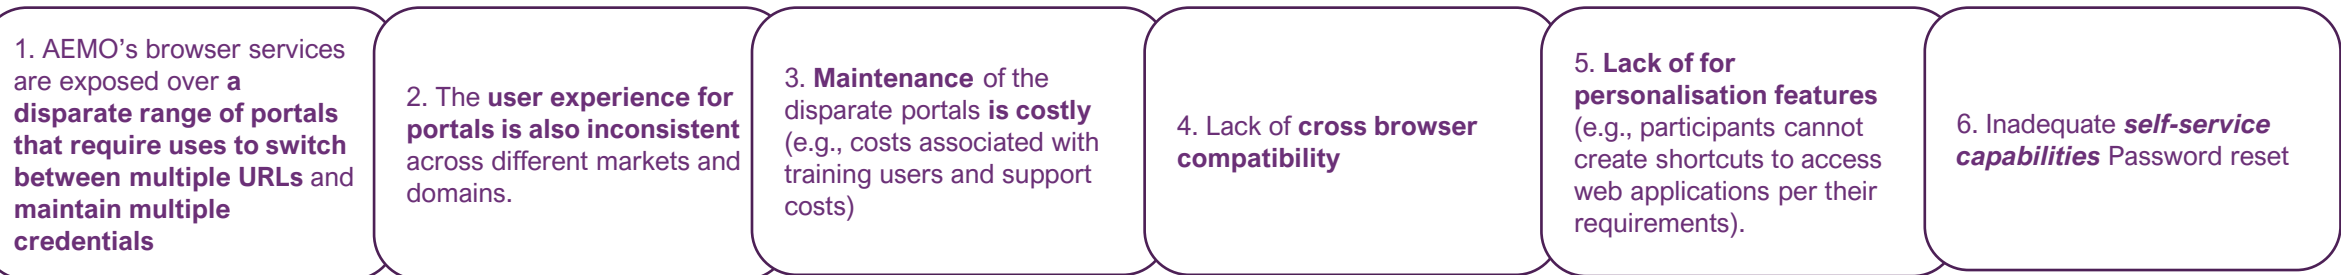 1. AEMO’s browser services
are exposed over a
disparate range of portals
that require uses to switch
between multiple URLs and
maintain multiple
credentials
2. The user experience for
portals is also inconsistent
across different markets and
domains.
3. Maintenance of the
disparate portals is costly
(e.g., costs associated with
training users and support
costs)
4. Lack of cross browser
compatibility
5. Lack of for
personalisation features
(e.g., participants cannot
create shortcuts to access
web applications per their
requirements).
6. Inadequate self-service
capabilities Password reset